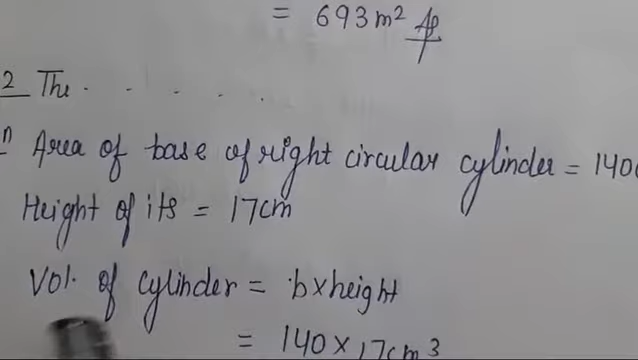 = 693m² Ap
2 The . . . . . .
n Area of base of right circular cylinder = 140
Height of its = 17cm
Vol. of cylinder = b×height
= 140×17cm³